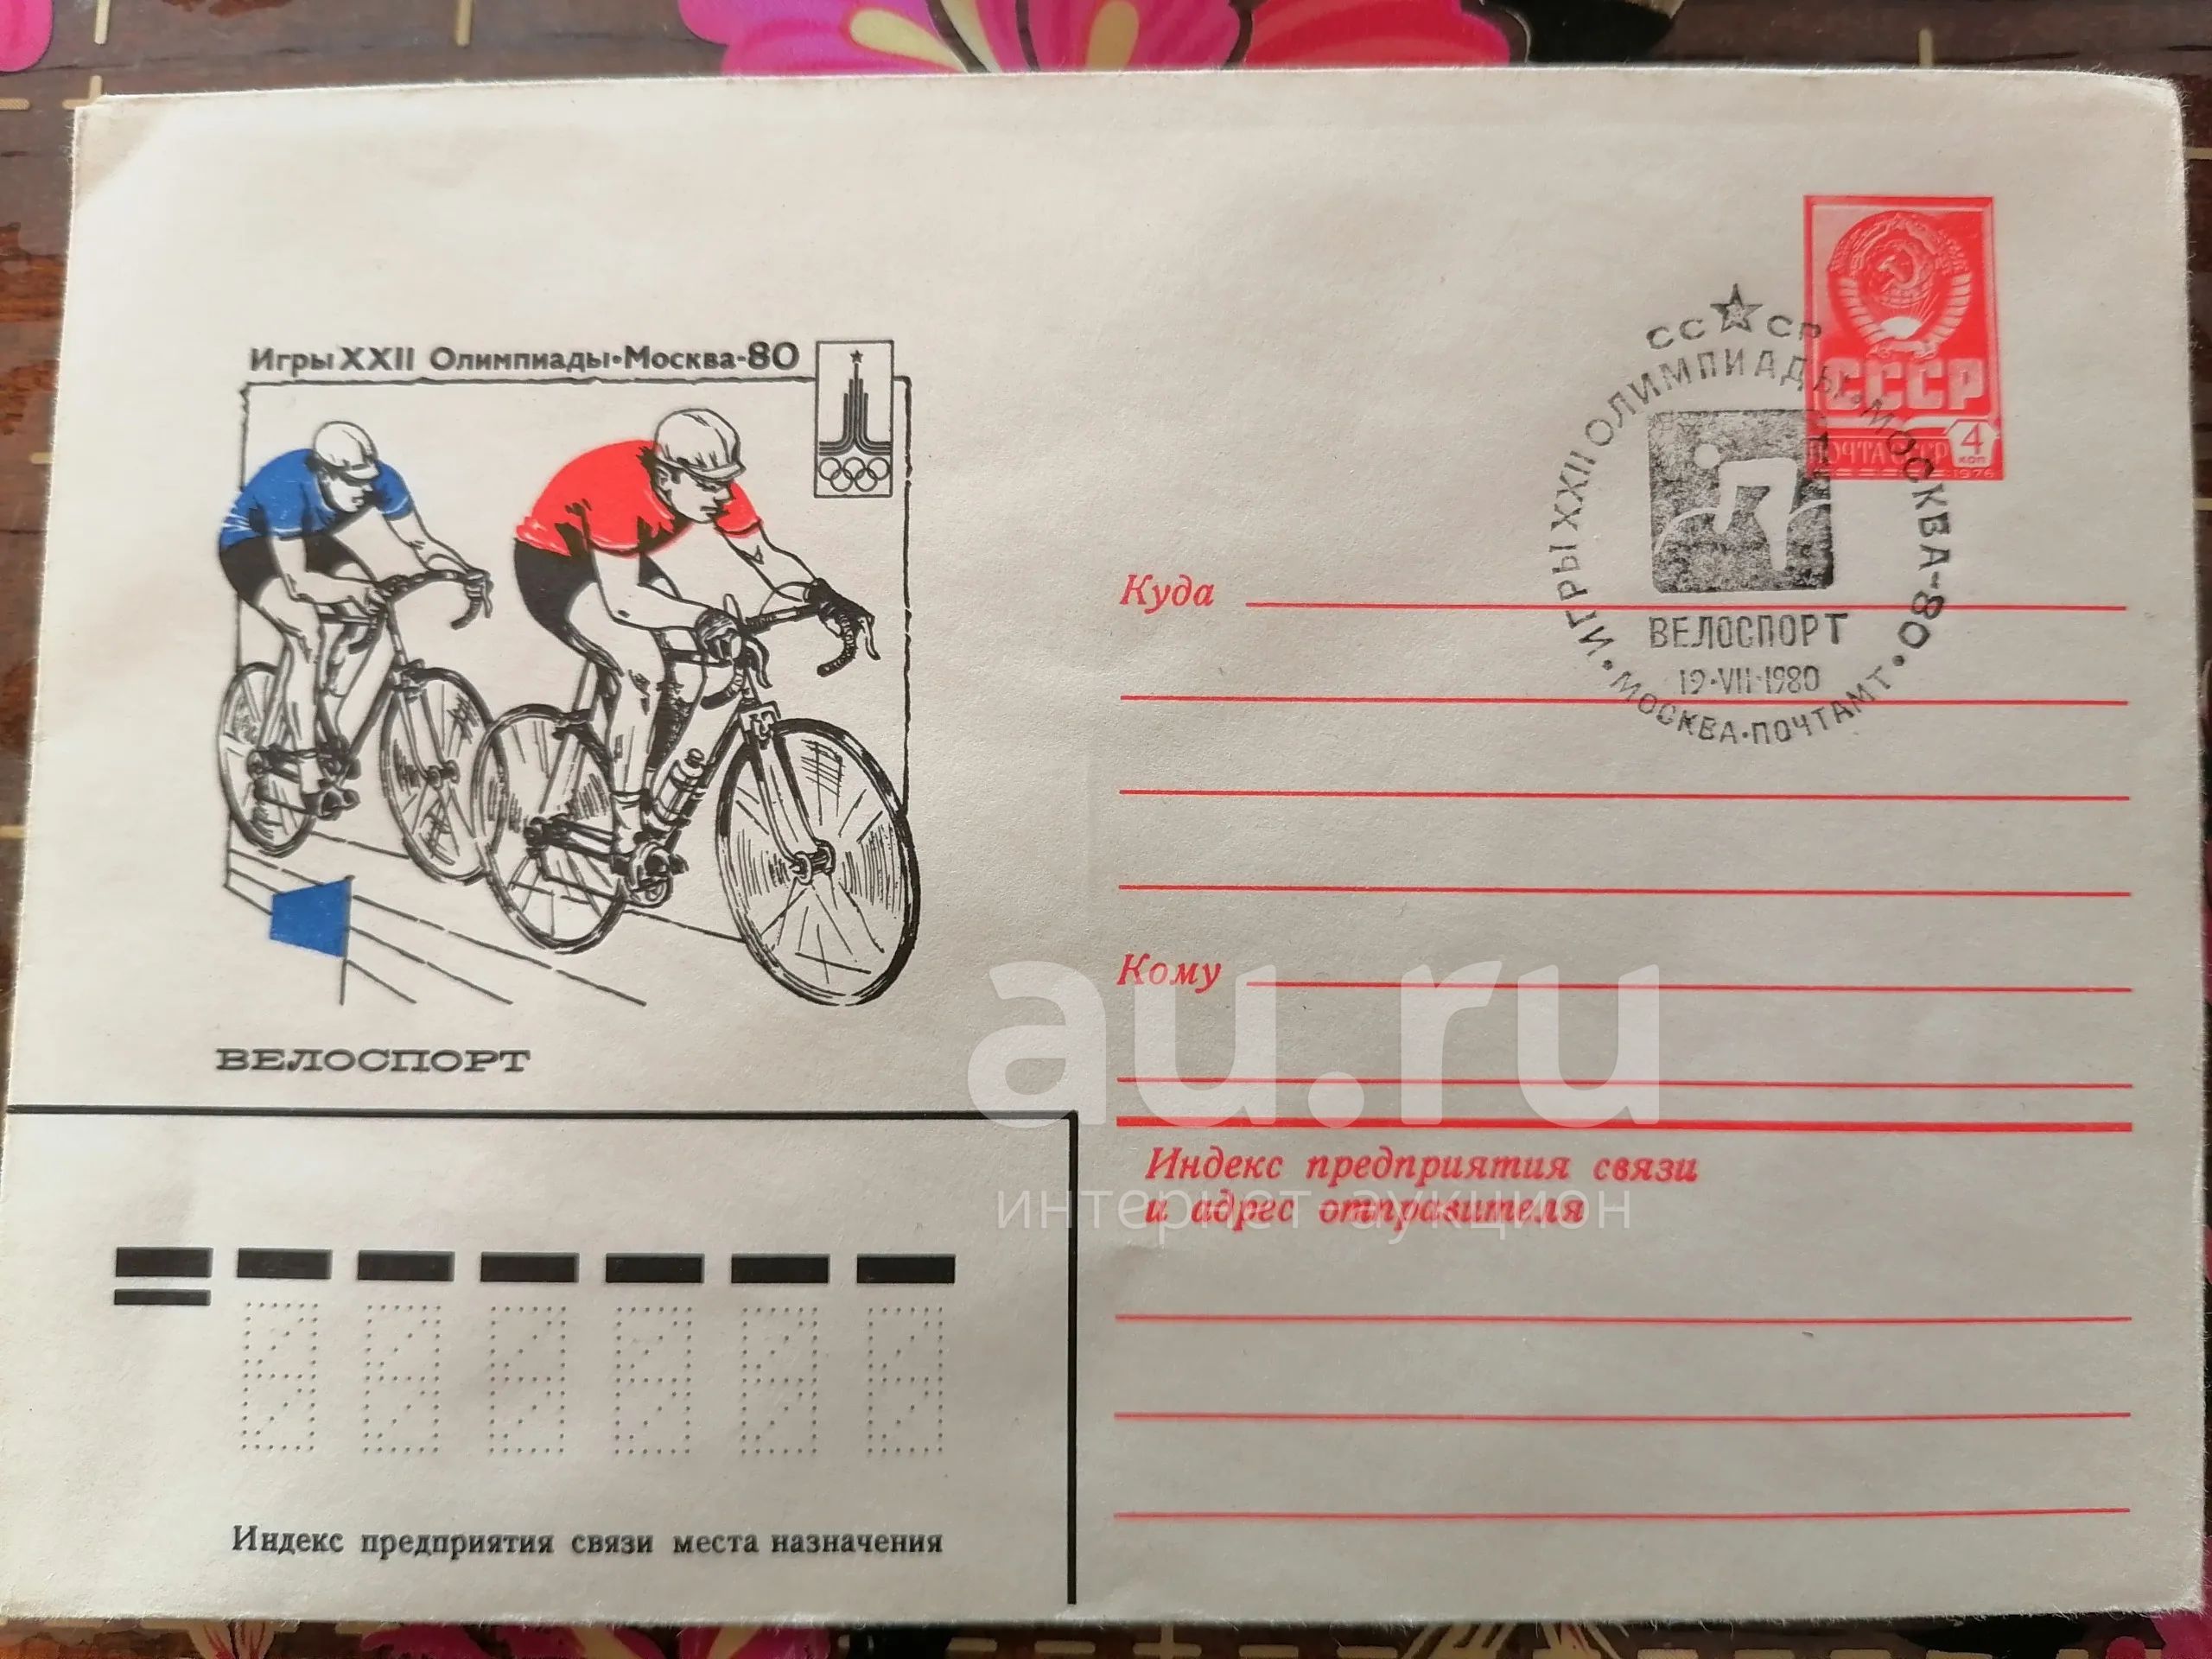 Игры XXII Олимпиады•Москва-80
ВЕЛОСПОРТ
СССР
ПОЧТА СССР
4
КОП
1976
СС СР
ИГРЫ XXII ОЛИМПИАДЫ•МОСКВА-80•
ВЕЛОСПОРТ
19•VII•1980
•МОСКВА•ПОЧТАМТ•
Куда
Кому
au.ru
интернет-аукцион
Индекс предприятия связи
и адрес отправителя
Индекс предприятия связи места назначения